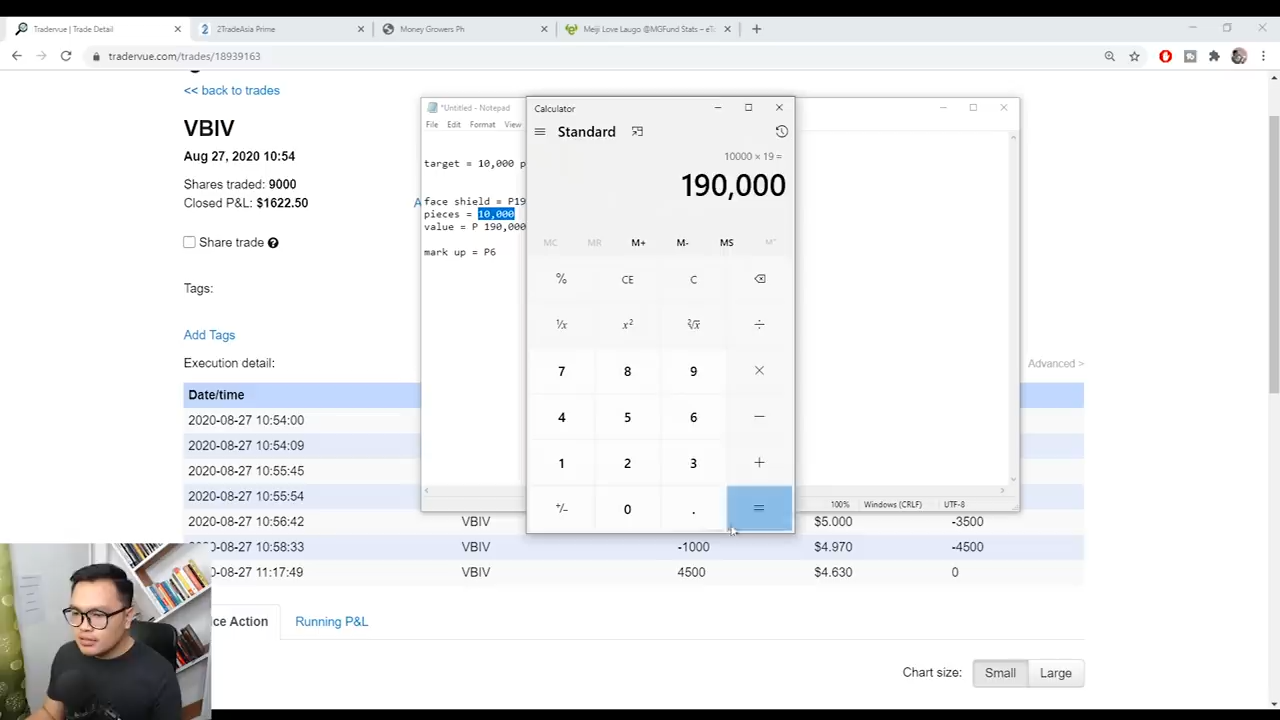 Tradervue | Trade Detail
2TradeAsia Prime
Money Growers Ph
Meiji Love Laugo @MGFund Stats – eTo
tradervue.com/trades/18939163
<< back to trades
VBIV
Aug 27, 2020 10:54
Shares traded: 9000
Closed P&L: $1622.50
A
Share trade
Tags:
Add Tags
Execution detail:
Advanced >
Date/time
2020-08-27 10:54:00
2020-08-27 10:54:09
2020-08-27 10:55:45
2020-08-27 10:55:54
2020-08-27 10:56:42 VBIV $5.000 -3500
2020-08-27 10:58:33 VBIV -1000 $4.970 -4500
2020-08-27 11:17:49 VBIV 4500 $4.630 0
ce Action
Running P&L
Chart size: Small Large
*Untitled - Notepad
File Edit Format View
target = 10,000 p
face shield = P19
pieces = 10,000
value = P 190,000
mark up = P6
100% Windows (CRLF) UTF-8
Calculator
Standard
10000 × 19 =
190,000
MC MR M+ M- MS M˅
% CE C
¹/x x² ²√x ÷
7 8 9 ×
4 5 6 −
1 2 3 +
+/- 0 . =